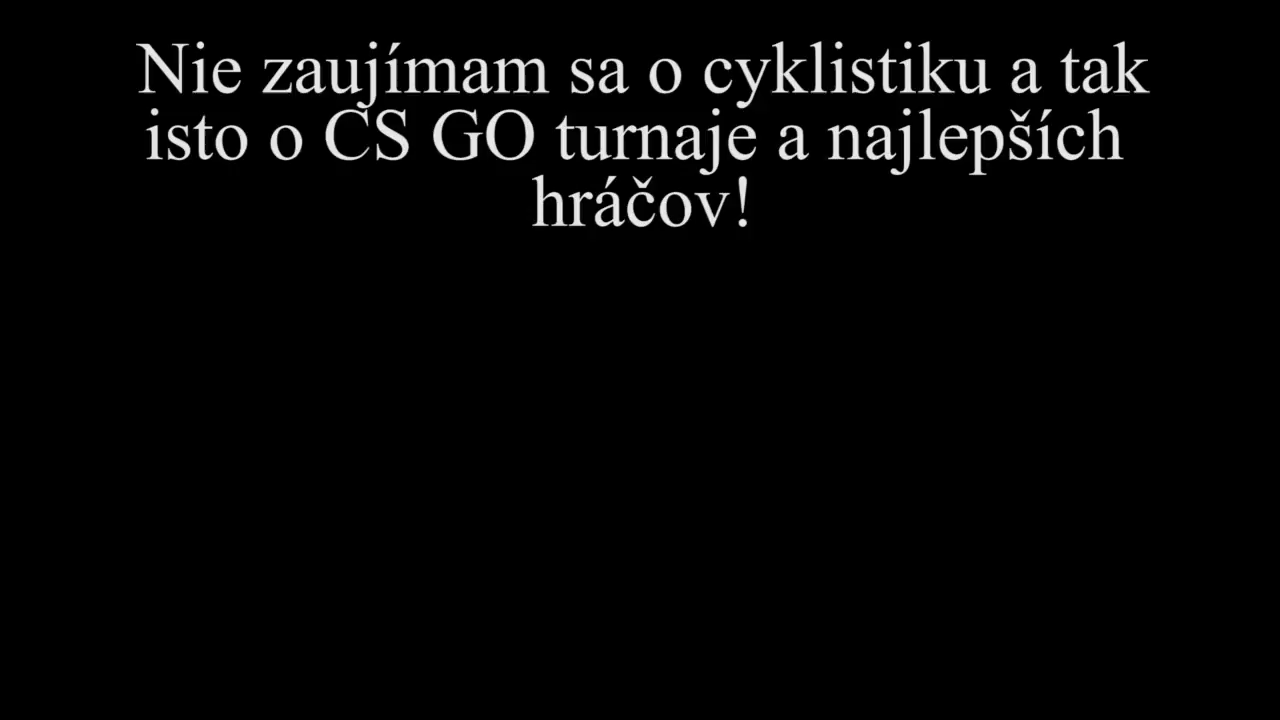 Nie zaujímam sa o cyklistiku a tak
isto o CS GO turnaje a najlepších
hráčov!